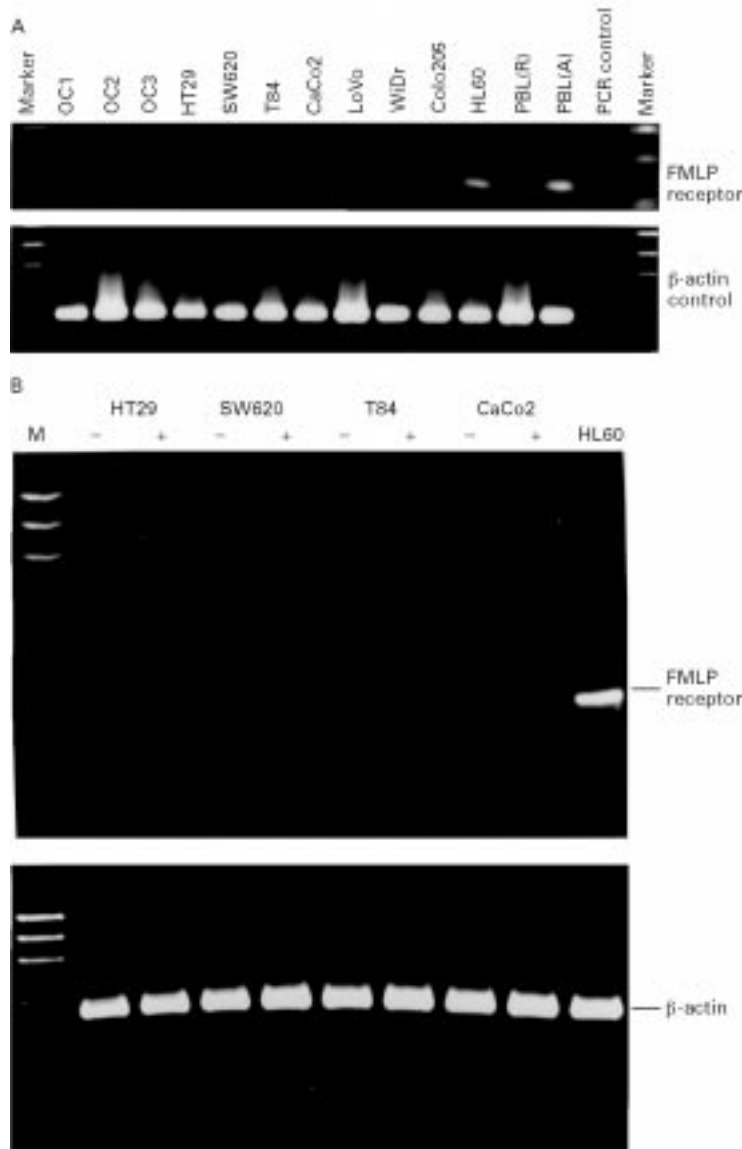 A
Marker
OC1
OC2
OC3
HT29
SW620
T84
CaCo2
LoVo
WiDr
Colo205
HL60
PBL(R)
PBL(A)
PCR control
Marker
FMLP
receptor
β-actin
control
B
HT29 SW620 T84 CaCo2
M – + – + – + – + HL60
FMLP
receptor
β-actin